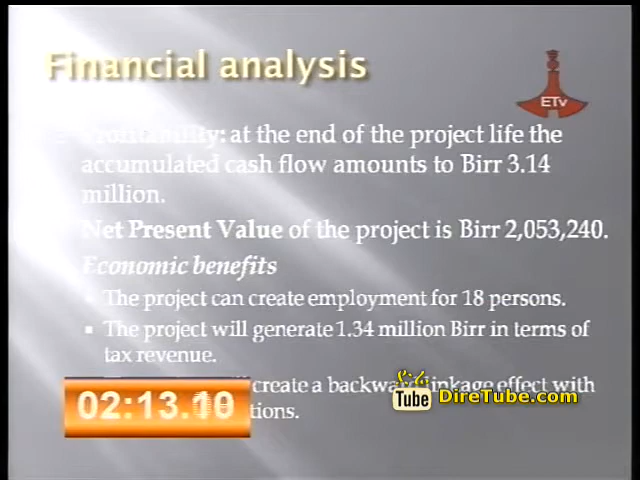 Financial analysis
ETv
Profitability: at the end of the project life the
accumulated cash flow amounts to Birr 3.14
million.
Net Present Value of the project is Birr 2,053,240.
Economic benefits
The project can create employment for 18 persons.
The project will generate 1.34 million Birr in terms of
tax revenue.
create a backward linkage effect with
02:13.
Tube DireTube.com